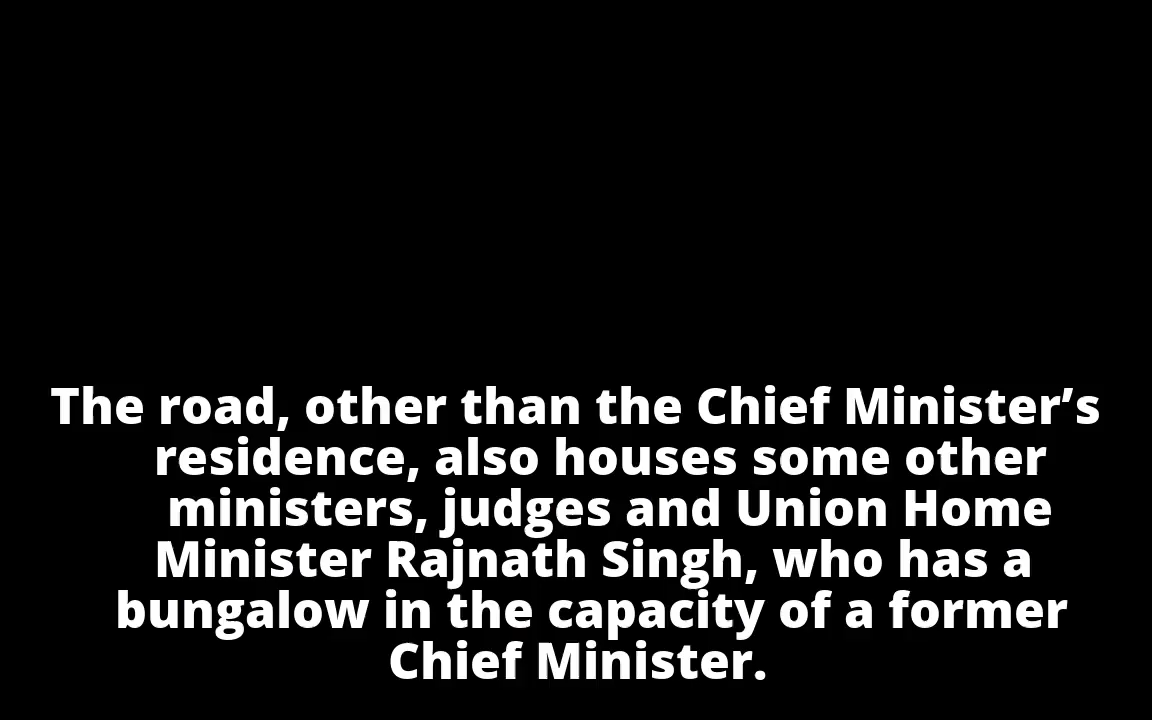 The road, other than the Chief Minister’s
residence, also houses some other
ministers, judges and Union Home
Minister Rajnath Singh, who has a
bungalow in the capacity of a former
Chief Minister.